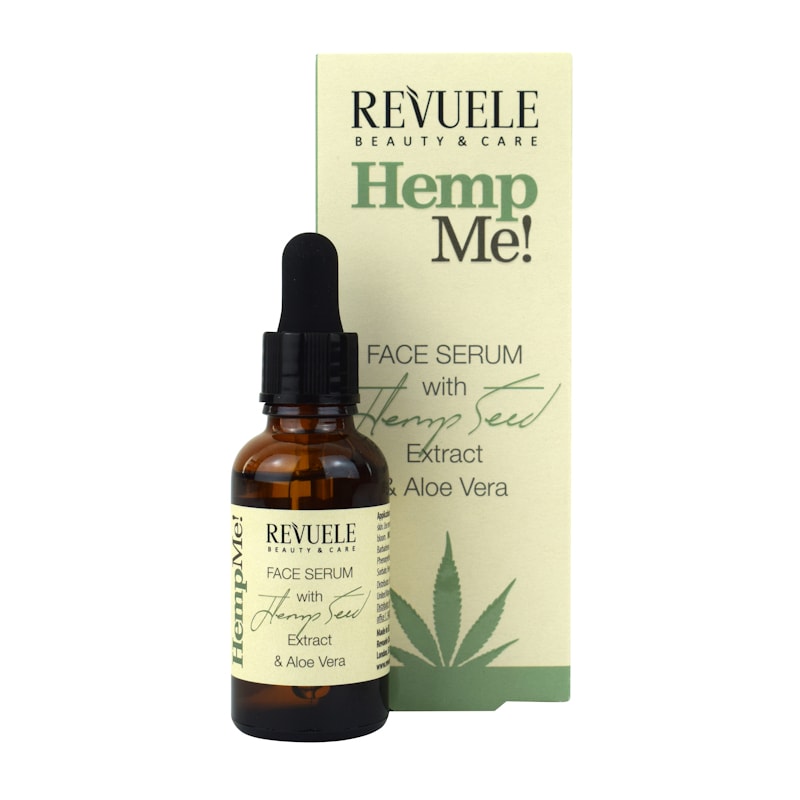 REVUELE
BEAUTY & CARE
Hemp
Me!
FACE SERUM
with
Hemp Seed
Extract
& Aloe Vera
HempMe!
REVUELE
BEAUTY & CARE
FACE SERUM
with
Hemp Seed
Extract
& Aloe Vera